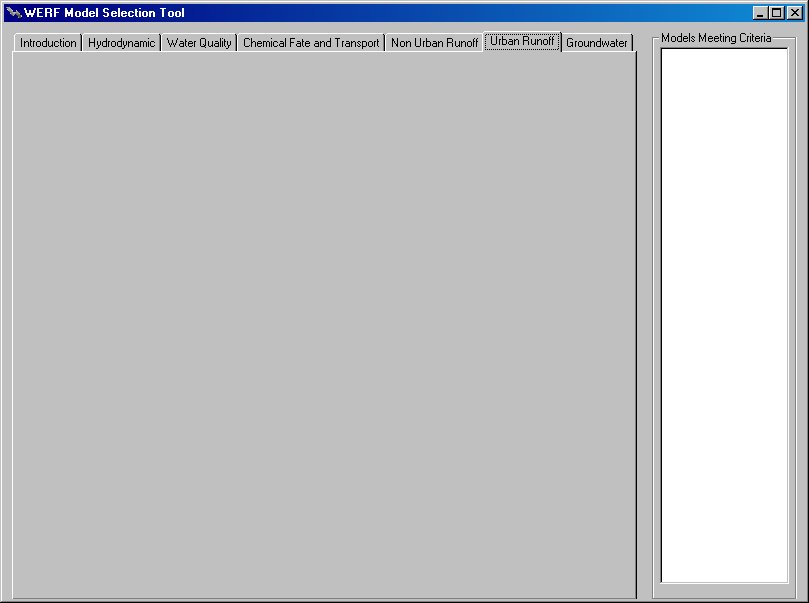 WERF Model Selection Tool
Introduction Hydrodynamic Water Quality Chemical Fate and Transport Non Urban Runoff Urban Runoff Groundwater
Models Meeting Criteria